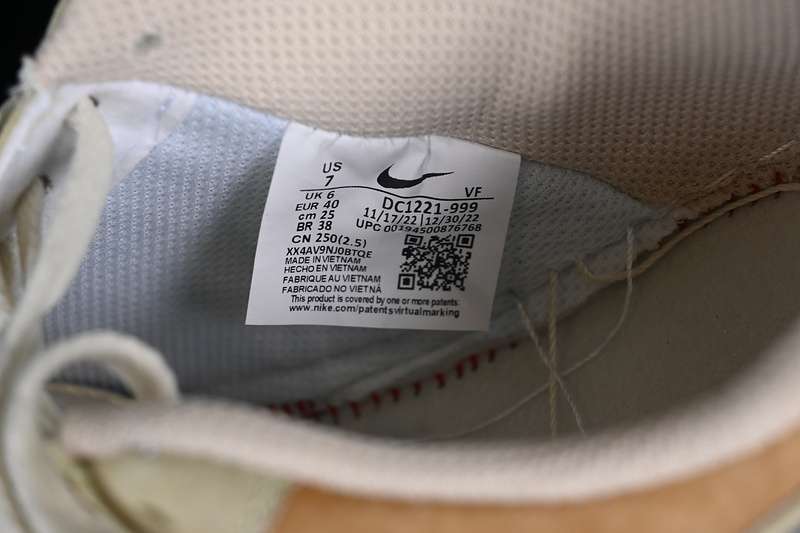 US
7
UK 6
EUR 40
cm 25
BR 38
CN 250(2.5)
VF
DC1221-999
11/17/22 | 12/30/22
UPC 00194500876768
XX4AV9NJ0BTQE
MADE IN VIETNAM
HECHO EN VIETNAM
FABRIQUE AU VIETNAM
FABRICADO NO VIETNÃ
This product is covered by one or more patents:
www.nike.com/patentsvirtualmarking